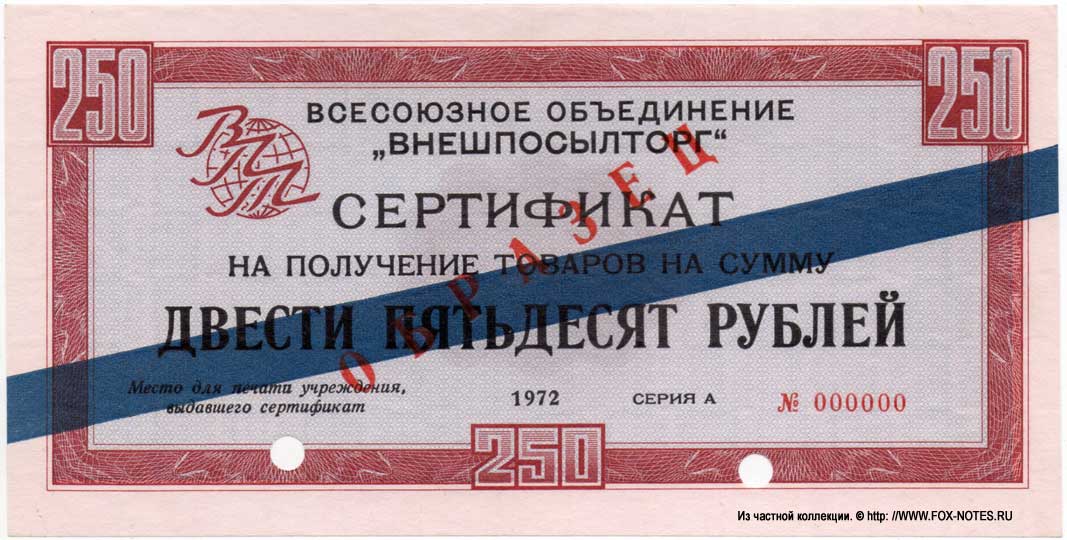 250
250
ВПТ
ВСЕСОЮЗНОЕ ОБЪЕДИНЕНИЕ
„ВНЕШПОСЫЛТОРГ“
СЕРТИФИКАТ
НА ПОЛУЧЕНИЕ ТОВАРОВ НА СУММУ
ДВЕСТИ ПЯТЬДЕСЯТ РУБЛЕЙ
ОБРАЗЕЦ
Место для печати учреждения,
выдавшего сертификат
1972
СЕРИЯ А
№ 000000
250
Из частной коллекции. © http: //WWW.FOX-NOTES.RU